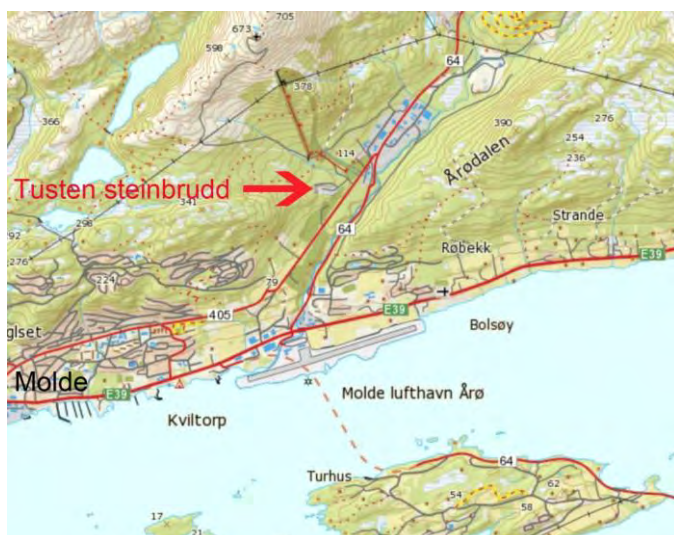 705
673
598
64
378
366
390
276
254
236
114
Årødalen
Tusten steinbrudd
341
Strande
64
298
292
Røbekk
276
E39
224
79
405
E39
Bolsøy
glset
Molde
E39
Molde lufthavn Årø
Kviltorp
64
Turhus
62
54
58
17
21